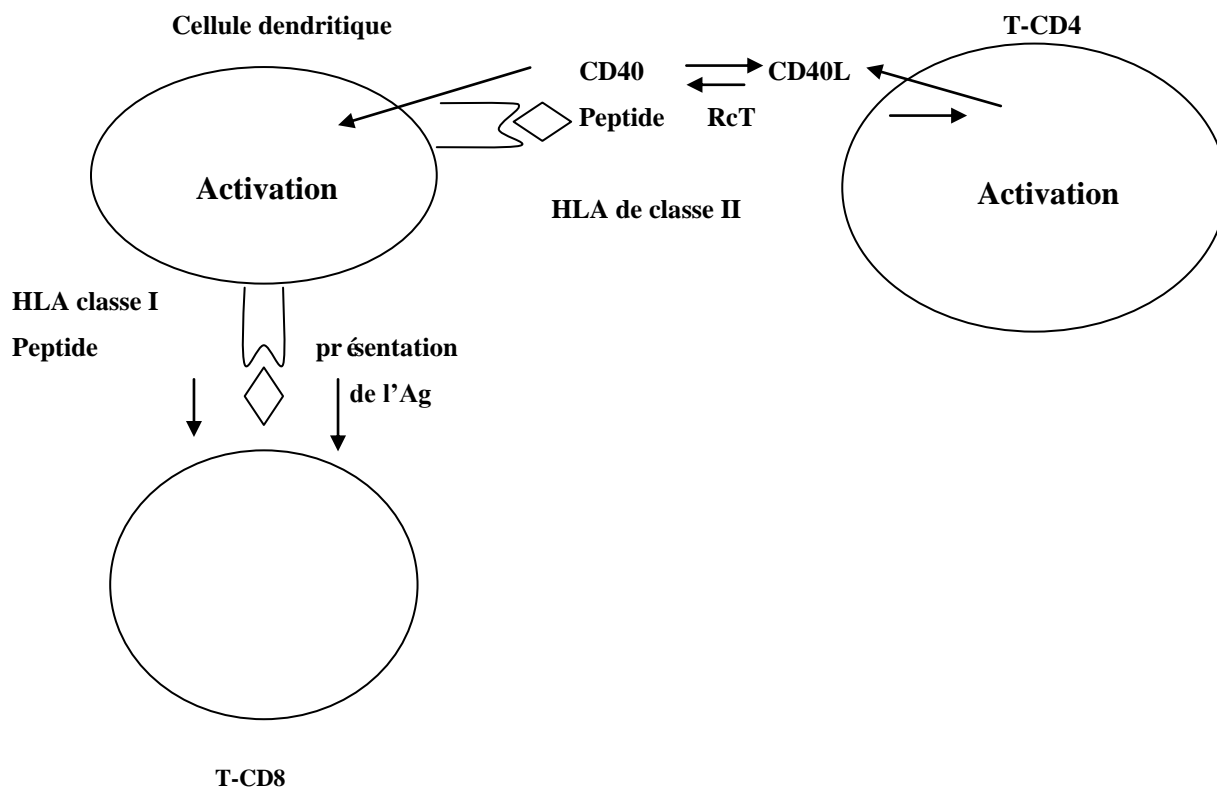 Cellule dendritique
T-CD4
CD40 CD40L
Peptide RcT
Activation
Activation
HLA de classe II
HLA classe I
Peptide présentation
de l’Ag
T-CD8